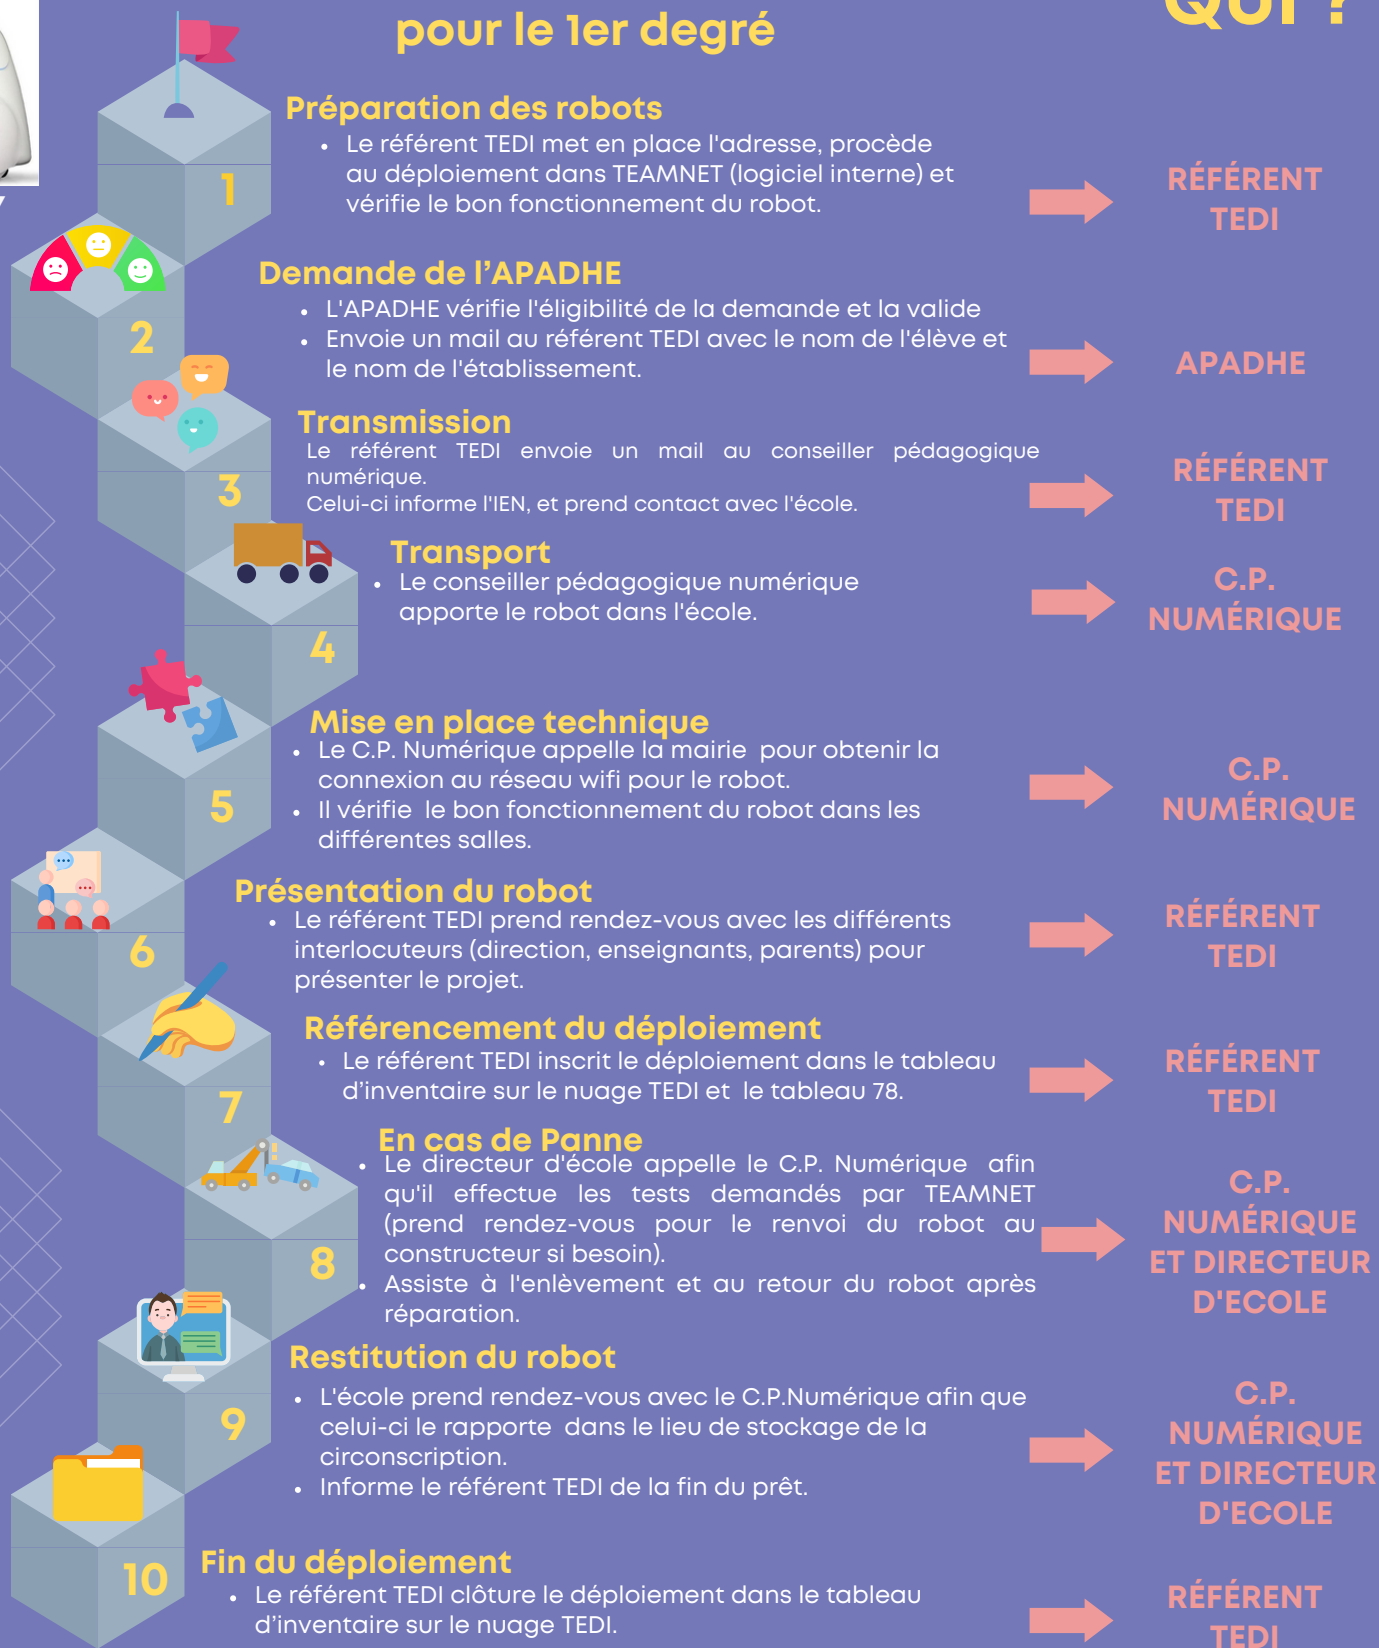 pour le 1er degré
QUI ?
Préparation des robots
• Le référent TEDI met en place l'adresse, procède
au déploiement dans TEAMNET (logiciel interne) et
vérifie le bon fonctionnement du robot.
1
RÉFÉRENT
TEDI
Demande de l’APADHE
• L'APADHE vérifie l'éligibilité de la demande et la valide
• Envoie un mail au référent TEDI avec le nom de l'élève et
le nom de l'établissement.
2
APADHE
Transmission
Le référent TEDI envoie un mail au conseiller pédagogique
numérique.
Celui-ci informe l'IEN, et prend contact avec l'école.
3
RÉFÉRENT
TEDI
Transport
• Le conseiller pédagogique numérique
apporte le robot dans l'école.
4
C.P.
NUMÉRIQUE
Mise en place technique
• Le C.P. Numérique appelle la mairie pour obtenir la
connexion au réseau wifi pour le robot.
• Il vérifie le bon fonctionnement du robot dans les
différentes salles.
5
C.P.
NUMÉRIQUE
Présentation du robot
• Le référent TEDI prend rendez-vous avec les différents
interlocuteurs (direction, enseignants, parents) pour
présenter le projet.
6
RÉFÉRENT
TEDI
Référencement du déploiement
• Le référent TEDI inscrit le déploiement dans le tableau
d’inventaire sur le nuage TEDI et le tableau 78.
7
RÉFÉRENT
TEDI
En cas de Panne
• Le directeur d'école appelle le C.P. Numérique afin
qu'il effectue les tests demandés par TEAMNET
(prend rendez-vous pour le renvoi du robot au
constructeur si besoin).
• Assiste à l'enlèvement et au retour du robot après
réparation.
8
C.P.
NUMÉRIQUE
ET DIRECTEUR
D'ECOLE
Restitution du robot
• L'école prend rendez-vous avec le C.P.Numérique afin que
celui-ci le rapporte dans le lieu de stockage de la
circonscription.
• Informe le référent TEDI de la fin du prêt.
9
C.P.
NUMÉRIQUE
ET DIRECTEUR
D'ECOLE
Fin du déploiement
• Le référent TEDI clôture le déploiement dans le tableau
d’inventaire sur le nuage TEDI.
10
RÉFÉRENT
TEDI